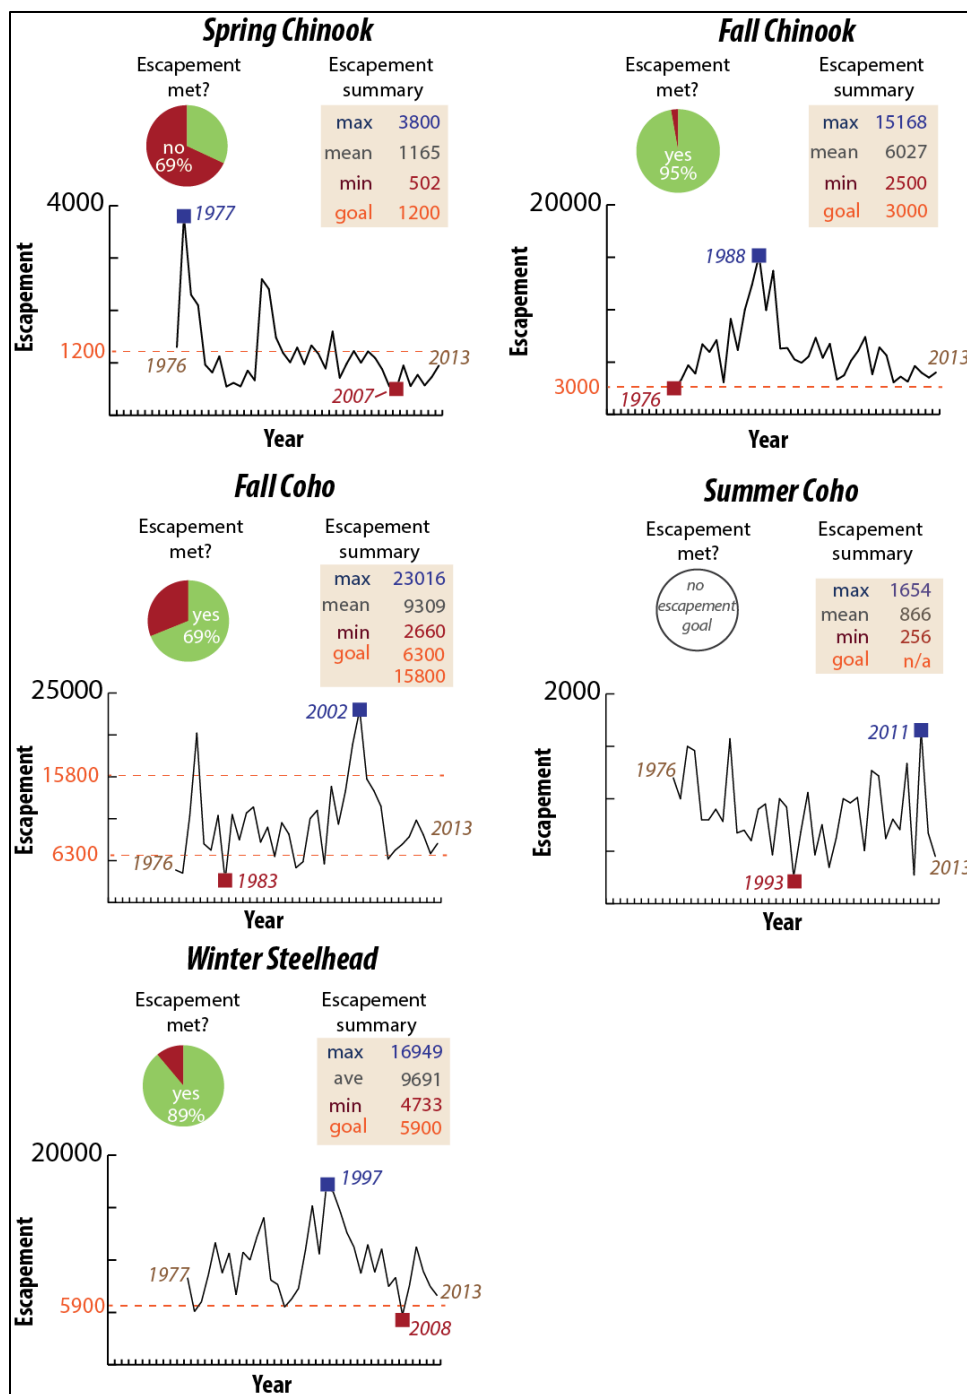 Spring Chinook
Escapement
met?
no
69%
Escapement
summary
max 3800
mean 1165
min 502
goal 1200
4000
1200
Escapement
1977
1976
2007
2013
Year
Fall Chinook
Escapement
met?
yes
95%
Escapement
summary
max 15168
mean 6027
min 2500
goal 3000
20000
3000
Escapement
1988
1976
2013
Year
Fall Coho
Escapement
met?
yes
69%
Escapement
summary
max 23016
mean 9309
min 2660
goal 6300
15800
25000
15800
6300
Escapement
2002
1976
1983
2013
Year
Summer Coho
Escapement
met?
no
escapement
goal
Escapement
summary
max 1654
mean 866
min 256
goal n/a
2000
Escapement
1976
2011
1993
2013
Year
Winter Steelhead
Escapement
met?
yes
89%
Escapement
summary
max 16949
ave 9691
min 4733
goal 5900
20000
5900
Escapement
1997
1977
2008
2013
Year